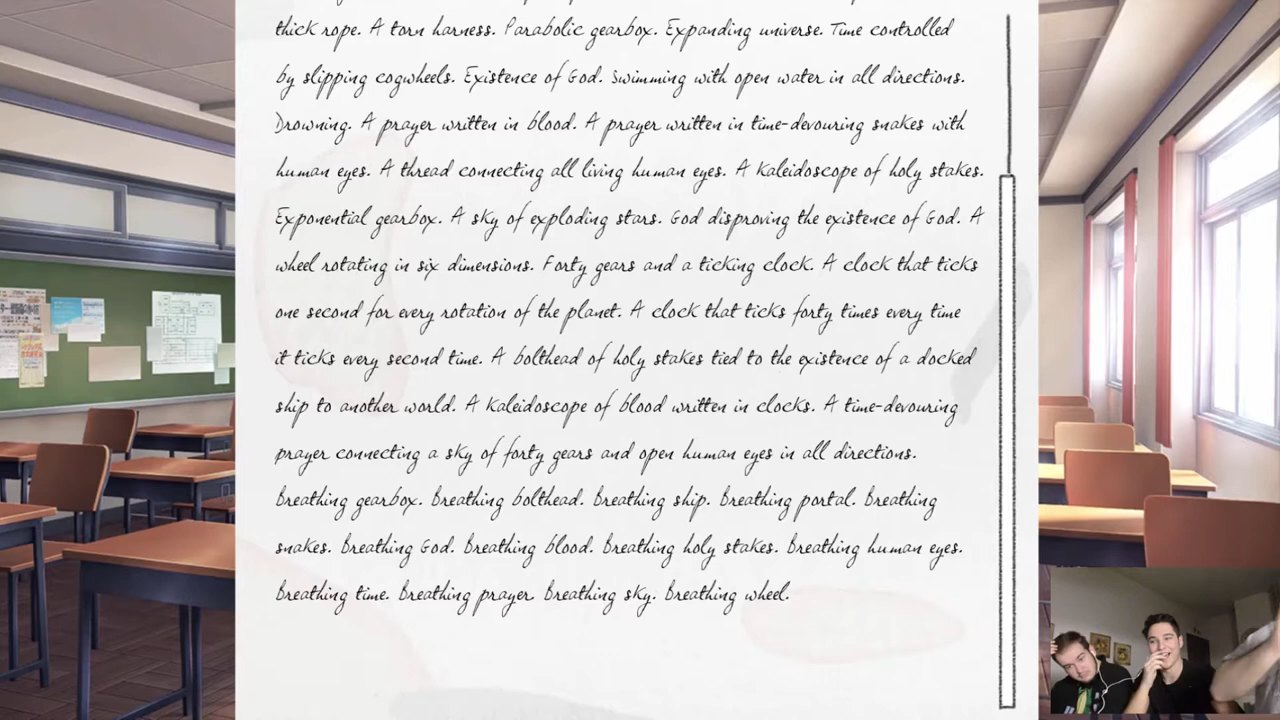 thick rope. A torn harness. Parabolic gearbox. Expanding universe. Time controlled
by slipping cogwheels. Existence of God. Swimming with open water in all directions.
Drowning. A prayer written in blood. A prayer written in time-devouring snakes with
human eyes. A thread connecting all living human eyes. A kaleidoscope of holy stakes.
Exponential gearbox. A sky of exploding stars. God disproving the existence of God. A
wheel rotating in six dimensions. Forty gears and a ticking clock. A clock that ticks
one second for every rotation of the planet. A clock that ticks forty times every time
it ticks every second time. A bolthead of holy stakes tied to the existence of a docked
ship to another world. A kaleidoscope of blood written in clocks. A time-devouring
prayer connecting a sky of forty gears and open human eyes in all directions.
Breathing gearbox. Breathing bolthead. Breathing ship. Breathing portal. Breathing
snakes. Breathing God. Breathing blood. Breathing holy stakes. Breathing human eyes.
Breathing time. Breathing prayer. Breathing sky. Breathing wheel.